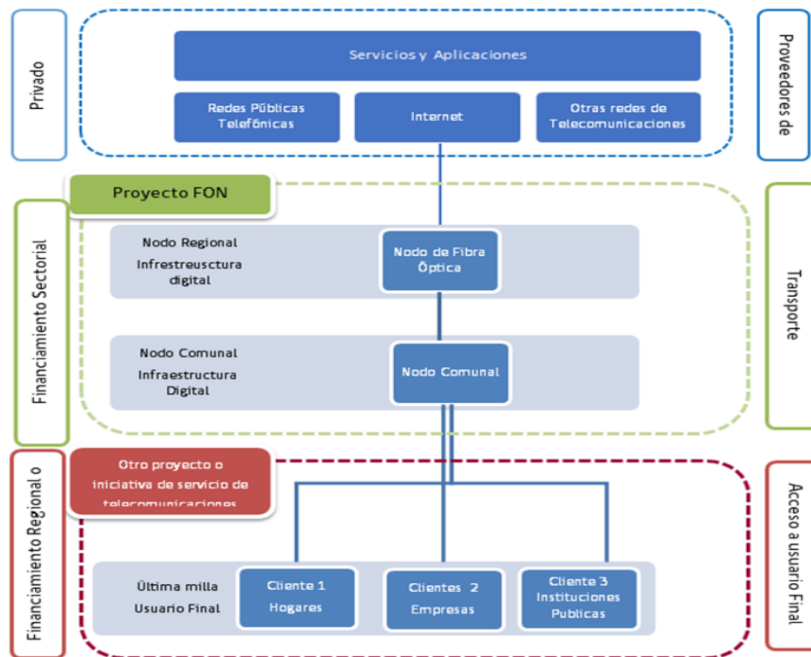 Privado
Servicios y Aplicaciones
Redes Públicas
Telefónicas
Internet
Otras redes de
Telecomunicaciones
Proveedores de
Financiamiento Sectorial
Proyecto FON
Nodo Regional
Infrestreusctura
digital
Nodo de Fibra
Óptica
Nodo Comunal
Infraestructura
Digital
Nodo Comunal
Transporte
Financiamiento Regional o
Otro proyecto o
iniciativa de servicio de
telecomunicaciones
Última milla
Usuario Final
Cliente 1
Hogares
Clientes 2
Empresas
Cliente 3
Instituciones
Publicas
Acceso a usuario Final